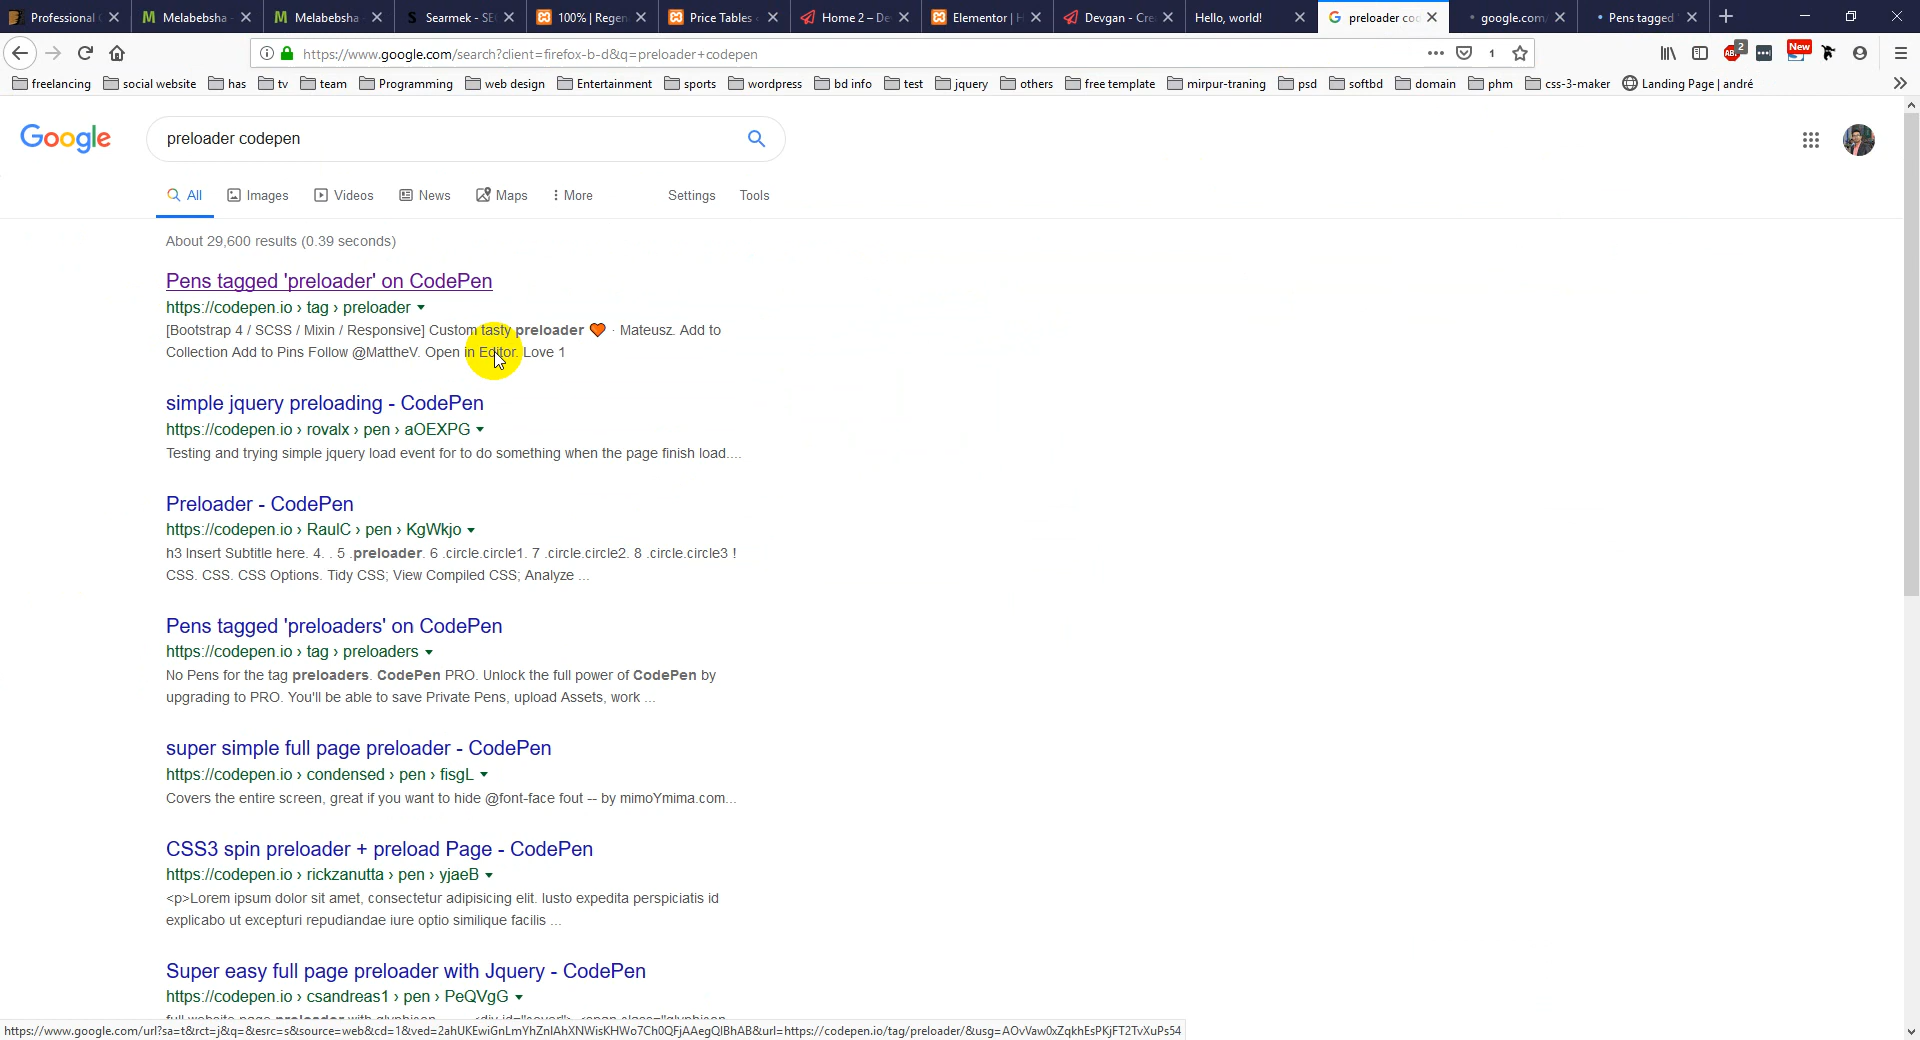 Professional
Melabebsha
Melabebsha
Searmek - SE
100% | Regen
Price Tables
Home 2 – De
Elementor | H
Devgan - Cre
Hello, world!
preloader co
google.com/
Pens tagged
https://www.google.com/search?client=firefox-b-d&q=preloader+codepen
1
2
New
freelancing
social website
has
tv
team
Programming
web design
Entertainment
sports
wordpress
bd info
test
jquery
others
free template
mirpur-traning
psd
softbd
domain
phm
css-3-maker
Landing Page | andré
Google
preloader codepen
All
Images
Videos
News
Maps
More
Settings
Tools
About 29,600 results (0.39 seconds)
Pens tagged 'preloader' on CodePen
https://codepen.io › tag › preloader
[Bootstrap 4 / SCSS / Mixin / Responsive] Custom tasty preloader 🧡 · Mateusz. Add to
Collection Add to Pins Follow @MattheV. Open in Editor. Love 1
simple jquery preloading - CodePen
https://codepen.io › rovalx › pen › aOEXPG
Testing and trying simple jquery load event for to do something when the page finish load....
Preloader - CodePen
https://codepen.io › RaulC › pen › KgWkjo
h3 Insert Subtitle here. 4. . 5 .preloader. 6 .circle.circle1. 7 .circle.circle2. 8 .circle.circle3 !
CSS. CSS. CSS Options. Tidy CSS; View Compiled CSS; Analyze ...
Pens tagged 'preloaders' on CodePen
https://codepen.io › tag › preloaders
No Pens for the tag preloaders. CodePen PRO. Unlock the full power of CodePen by
upgrading to PRO. You'll be able to save Private Pens, upload Assets, work ...
super simple full page preloader - CodePen
https://codepen.io › condensed › pen › fisgL
Covers the entire screen, great if you want to hide @font-face fout -- by mimoYmima.com...
CSS3 spin preloader + preload Page - CodePen
https://codepen.io › rickzanutta › pen › yjaeB
<p>Lorem ipsum dolor sit amet, consectetur adipisicing elit. Iusto expedita perspiciatis id
explicabo ut excepturi repudiandae iure optio similique facilis ...
Super easy full page preloader with Jquery - CodePen
https://codepen.io › csandreas1 › pen › PeQVgG
https://www.google.com/url?sa=t&rct=j&q=&esrc=s&source=web&cd=1&ved=2ahUKEwiGnLmYhZnlAhXNWisKHWo7Ch0QFjAAegQIBhAB&url=https://codepen.io/tag/preloader/&usg=AOvVaw0xZqkhEsPKjFT2TvXuPs54